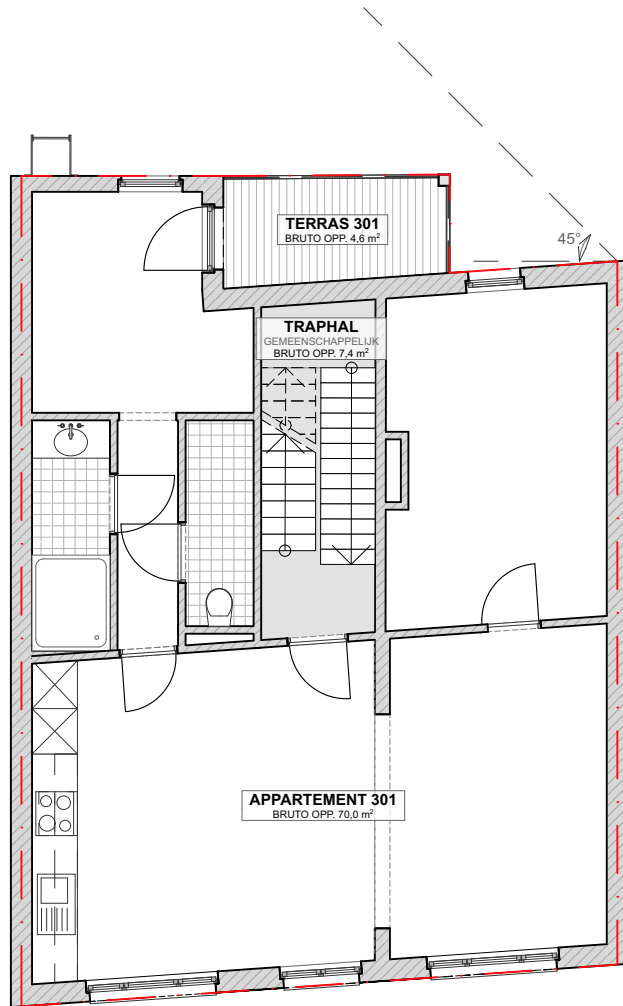 TERRAS 301
BRUTO OPP. 4,6 m²
45°
TRAPHAL
GEMEENSCHAPPELIJK
BRUTO OPP. 7,4 m²
APPARTEMENT 301
BRUTO OPP. 70,0 m²